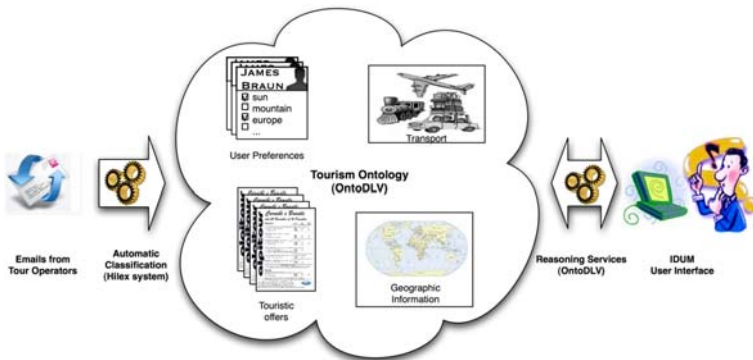 JAMES
BRAUN
sun
mountain
europe
...
User Preferences
Transport
Tourism Ontology
(OntoDLV)
Emails from
Tour Operators
Automatic
Classification
(Hilex system)
Touristic
offers
Geographic
Information
Reasoning Services
(OntoDLV)
IDUM
User Interface